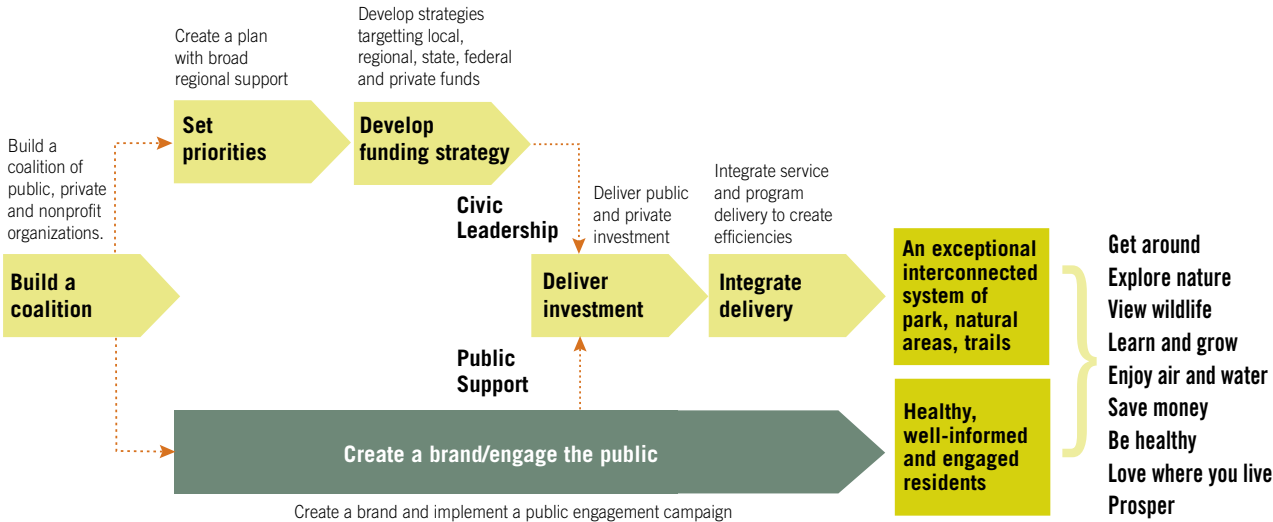 Build a
coalition of
public, private
and nonprofit
organizations.
Build a
coalition
Create a plan
with broad
regional support
Set
priorities
Develop strategies
targetting local,
regional, state, federal
and private funds
Develop
funding strategy
Civic
Leadership
Deliver public
and private
investment
Deliver
investment
Integrate service
and program
delivery to create
efficiencies
Integrate
delivery
Public
Support
Create a brand/engage the public
Create a brand and implement a public engagement campaign
An exceptional
interconnected
system of
park, natural
areas, trails
Healthy,
well-informed
and engaged
residents
Get around
Explore nature
View wildlife
Learn and grow
Enjoy air and water
Save money
Be healthy
Love where you live
Prosper